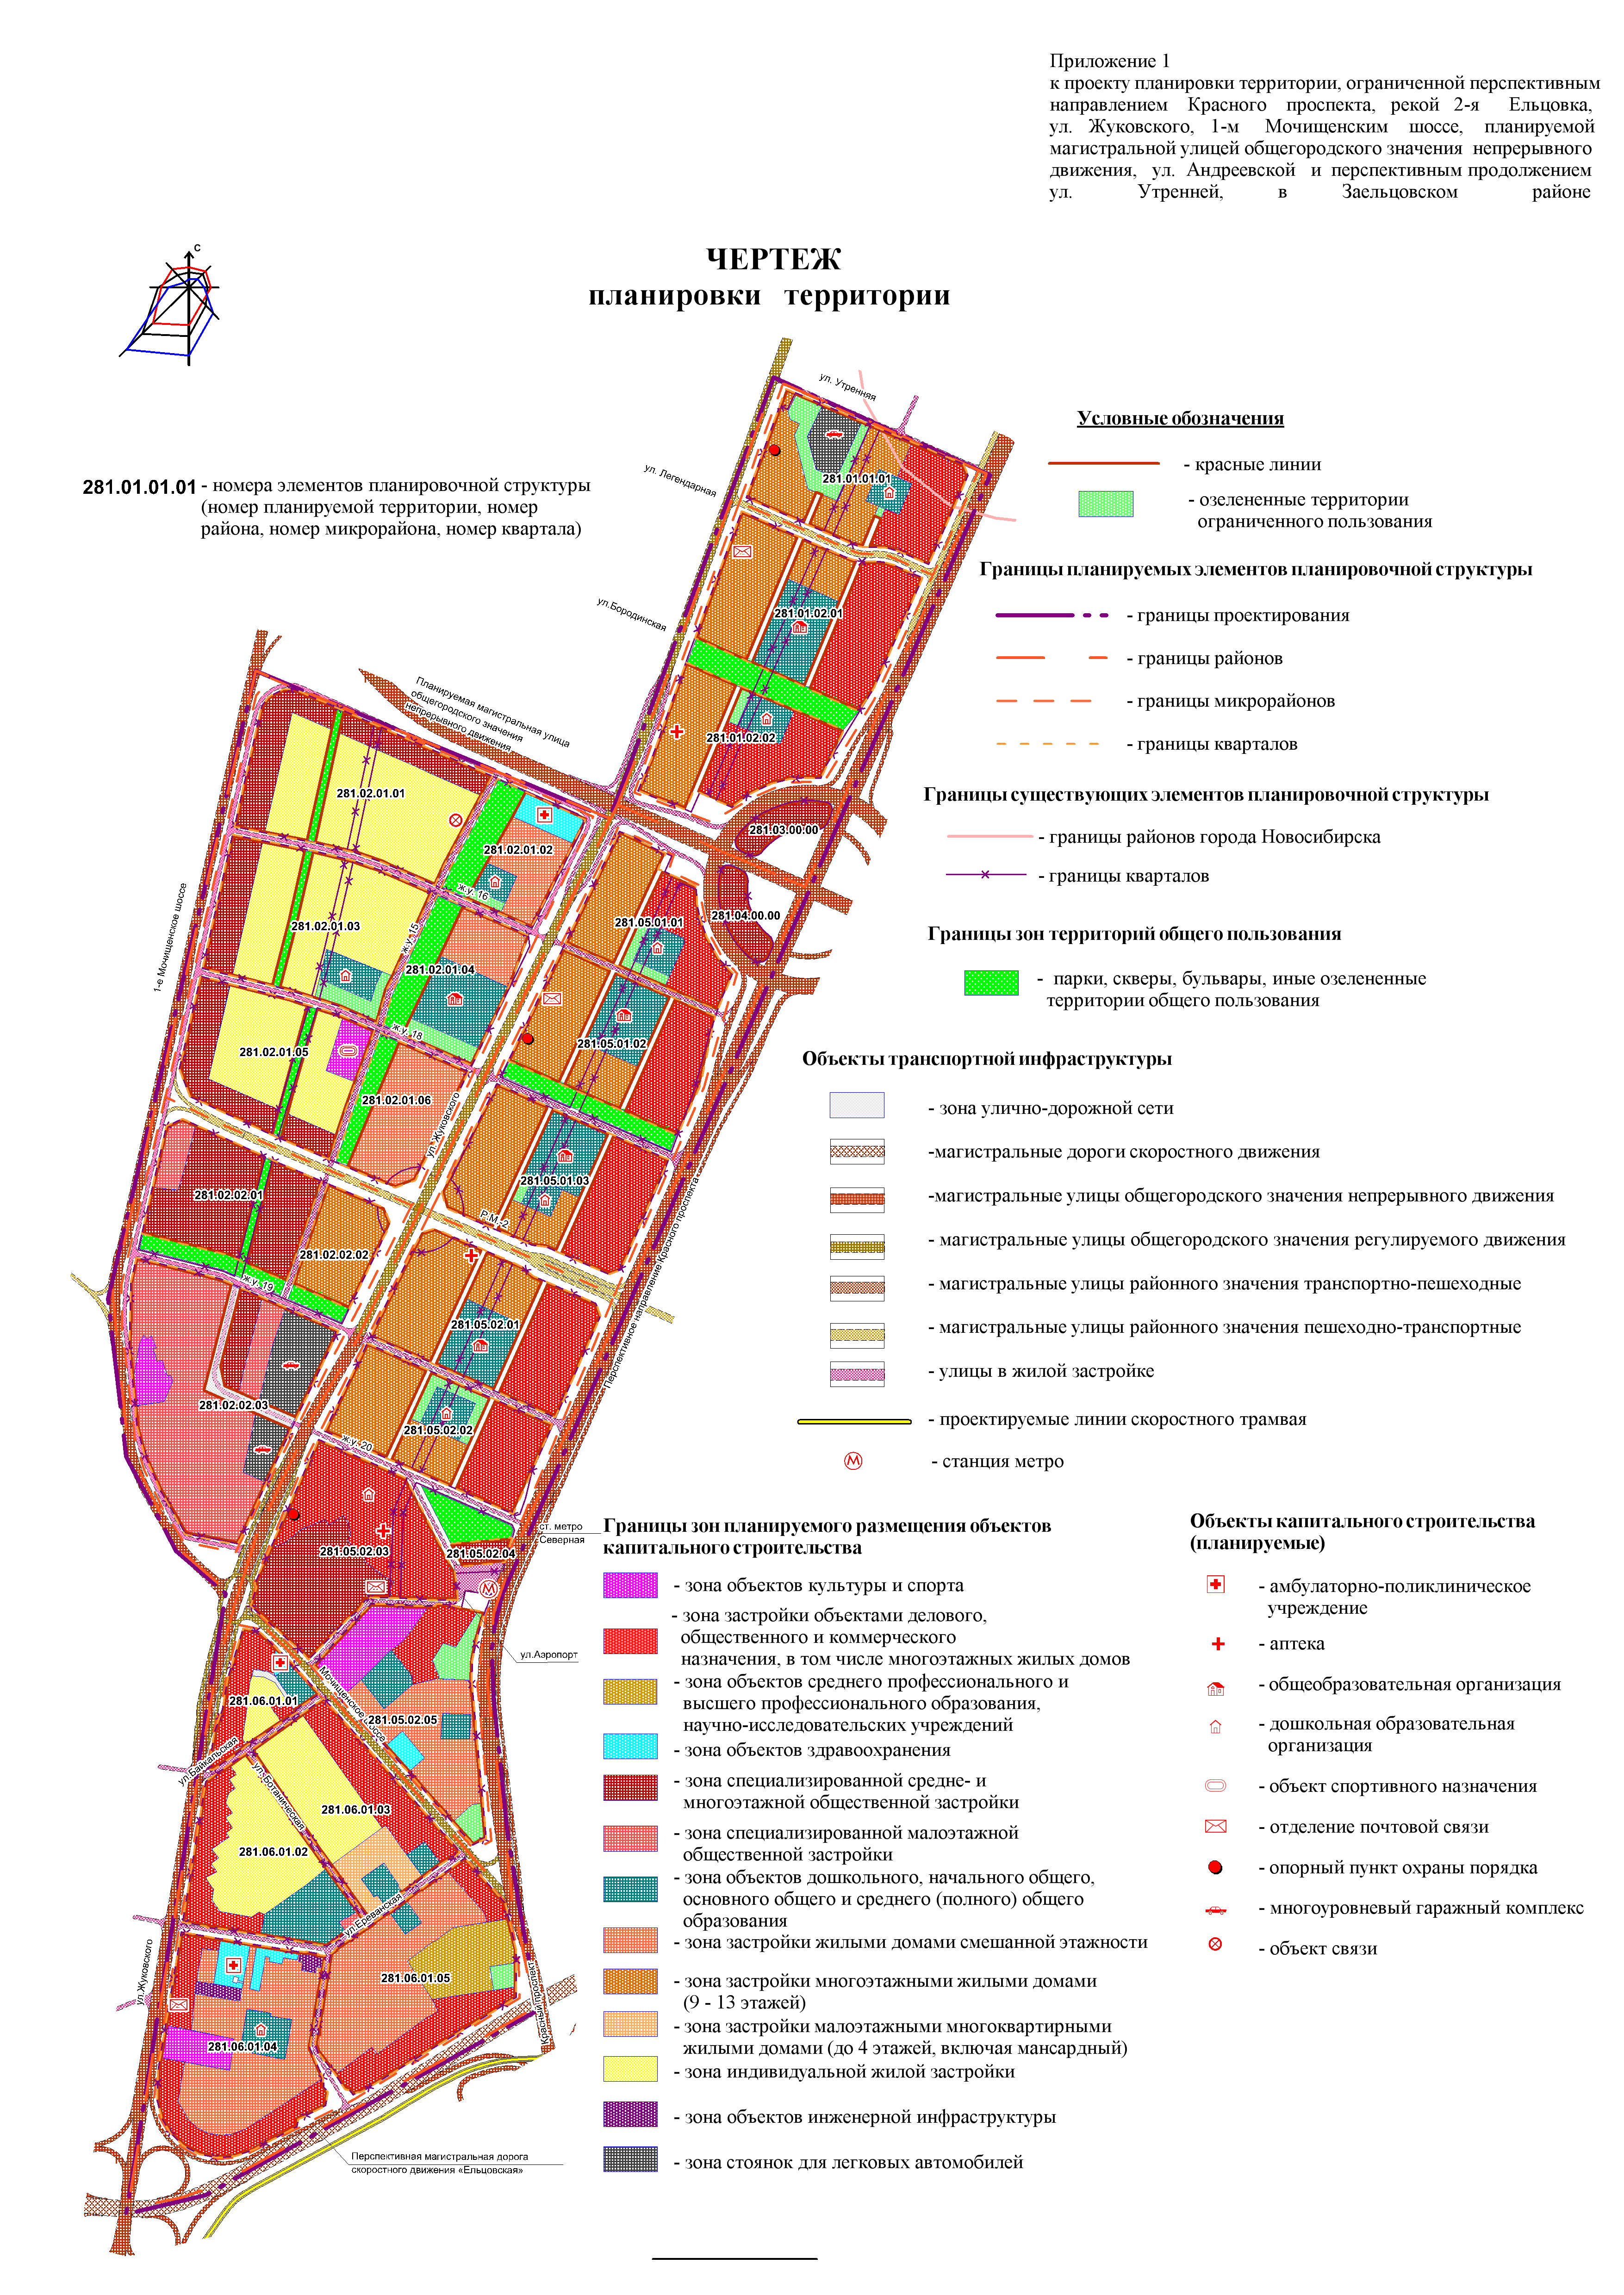 Приложение 1
к проекту планировки территории, ограниченной перспективным
направлением Красного проспекта, рекой 2-я Ельцовка,
ул. Жуковского, 1-м Мочищенским шоссе, планируемой
магистральной улицей общегородского значения непрерывного
движения, ул. Андреевской и перспективным продолжением
ул. Утренней, в Заельцовском районе
ЧЕРТЕЖ
планировки территории
С
281.01.01.01 - номера элементов планировочной структуры
(номер планируемой территории, номер
района, номер микрорайона, номер квартала)
Условные обозначения
- красные линии
- озелененные территории
ограниченного пользования
Границы планируемых элементов планировочной структуры
- границы проектирования
- границы районов
- границы микрорайонов
- границы кварталов
Границы существующих элементов планировочной структуры
- границы районов города Новосибирска
- границы кварталов
Границы зон территорий общего пользования
- парки, скверы, бульвары, иные озелененные
территории общего пользования
Объекты транспортной инфраструктуры
- зона улично-дорожной сети
-магистральные дороги скоростного движения
-магистральные улицы общегородского значения непрерывного движения
- магистральные улицы общегородского значения регулируемого движения
- магистральные улицы районного значения транспортно-пешеходные
- магистральные улицы районного значения пешеходно-транспортные
- улицы в жилой застройке
- проектируемые линии скоростного трамвая
М
- станция метро
Границы зон планируемого размещения объектов
капитального строительства
- зона объектов культуры и спорта
- зона застройки объектами делового,
общественного и коммерческого
назначения, в том числе многоэтажных жилых домов
- зона объектов среднего профессионального и
высшего профессионального образования,
научно-исследовательских учреждений
- зона объектов здравоохранения
- зона специализированной средне- и
многоэтажной общественной застройки
- зона специализированной малоэтажной
общественной застройки
- зона объектов дошкольного, начального общего,
основного общего и среднего (полного) общего
образования
- зона застройки жилыми домами смешанной этажности
- зона застройки многоэтажными жилыми домами
(9 - 13 этажей)
- зона застройки малоэтажными многоквартирными
жилыми домами (до 4 этажей, включая мансардный)
- зона индивидуальной жилой застройки
- зона объектов инженерной инфраструктуры
- зона стоянок для легковых автомобилей
Объекты капитального строительства
(планируемые)
- амбулаторно-поликлиническое
учреждение
- аптека
- общеобразовательная организация
- дошкольная образовательная
организация
- объект спортивного назначения
- отделение почтовой связи
- опорный пункт охраны порядка
- многоуровневый гаражный комплекс
- объект связи
ул. Утренняя
ул. Легендарная
281.01.01.01
ул.Бородинская
281.01.02.01
281.01.02.02
Планируемая магистральная улица
общегородского значения
непрерывного движения
281.02.01.01
281.03.00.00
281.02.01.02
ж.у. 16
281.04.00.00
281.05.01.01
281.02.01.03
ж.у. 15
1-е Мочищенское шоссе
281.02.01.04
ж.у. 18
281.05.01.02
281.02.01.05
281.02.01.06
ул. Жуковского
281.05.01.03
281.02.02.01
Р.М.-2
281.02.02.02
Перспективное направление Красного проспекта
ж.у. 19
281.05.02.01
281.02.02.03
281.05.02.02
ж.у. 20
ст. метро
Северная
281.05.02.03
281.05.02.04
М
ул.Аэропорт
Мочищенское шоссе
281.06.01.01
281.05.02.05
ул.Байкальская
ул. Ботаническая
281.06.01.03
281.06.01.02
ул.Ереванская
281.06.01.05
ул.Жуковского
Красный проспект
281.06.01.04
Перспективная магистральная дорога
скоростного движения «Ельцовская»